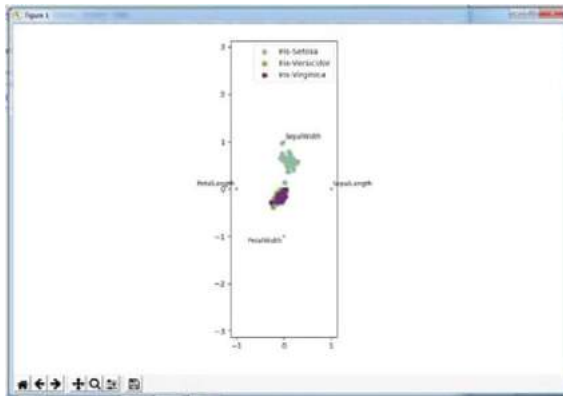 Figure 1
3
Iris-Setosa
Iris-Versicolor
Iris-Virginica
2
1
SepalWidth
PetalLength
0
SepalLength
−1
PetalWidth
−2
−3
−1
0
1